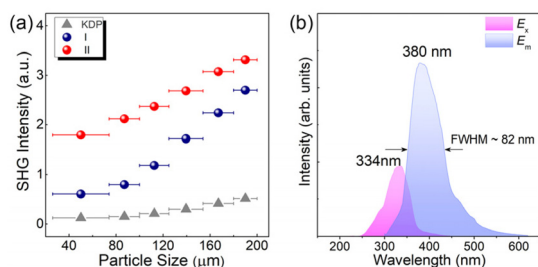 (a)
KDP
I
II
SHG Intensity (a.u.)
4
3
2
1
0
40
80
120
160
200
Particle Size (μm)
(b)
Eₓ
Eₘ
380 nm
334nm
FWHM ~ 82 nm
Intensity (arb. units)
200
300
400
500
600
Wavelength (nm)